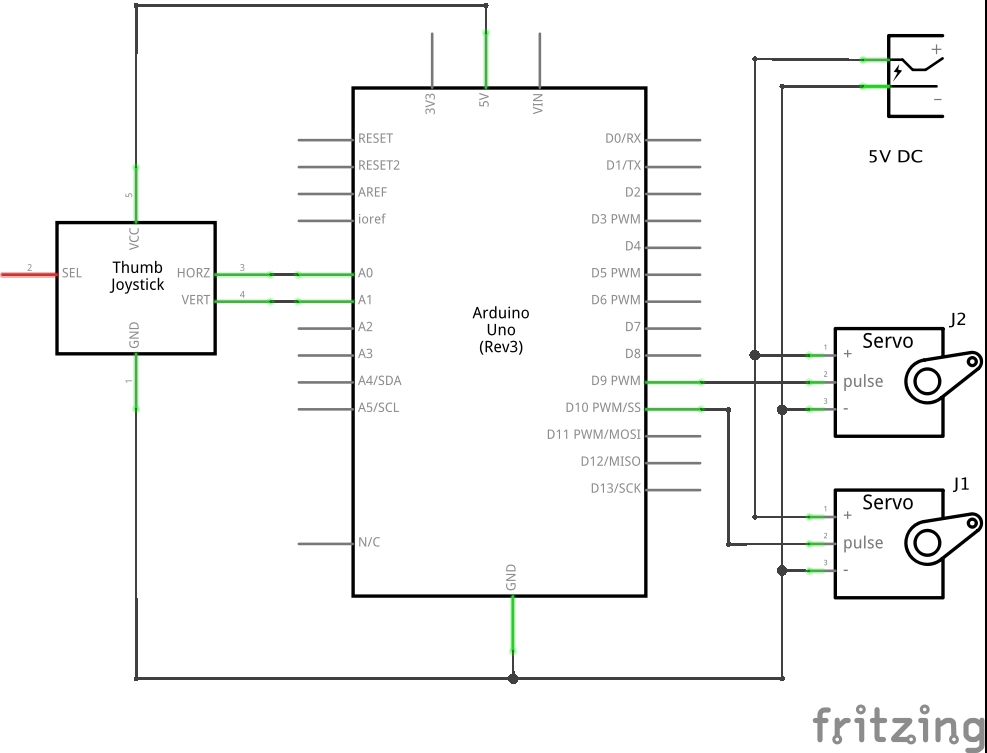 3V3
5V
VIN
+
-
5V DC
RESET
RESET2
AREF
ioref
A0
A1
A2
A3
A4/SDA
A5/SCL
N/C
D0/RX
D1/TX
D2
D3 PWM
D4
D5 PWM
D6 PWM
D7
D8
D9 PWM
D10 PWM/SS
D11 PWM/MOSI
D12/MISO
D13/SCK
GND
Arduino
Uno
(Rev3)
5
VCC
2
SEL
Thumb
Joystick
HORZ
3
VERT
4
GND
1
J2
Servo
1
+
2
pulse
3
-
J1
Servo
1
+
2
pulse
3
-
fritzing